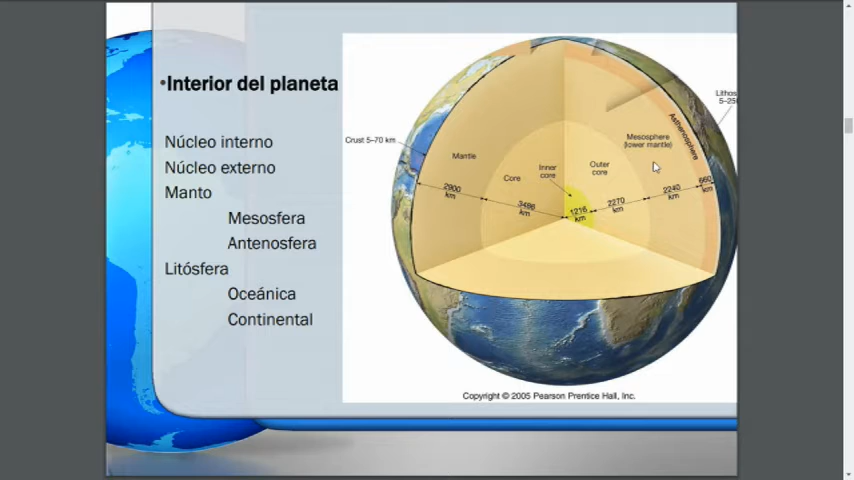 •Interior del planeta
Núcleo interno
Núcleo externo
Manto
Mesosfera
Antenosfera
Litósfera
Oceánica
Continental
Crust 5–70 km
Mantle
Core
Inner
core
Outer
core
Mesosphere
(lower mantle)
Asthenosphere
2900
km
3486
km
1216
km
2270
km
2240
km
660
km
Copyright © 2005 Pearson Prentice Hall, Inc.